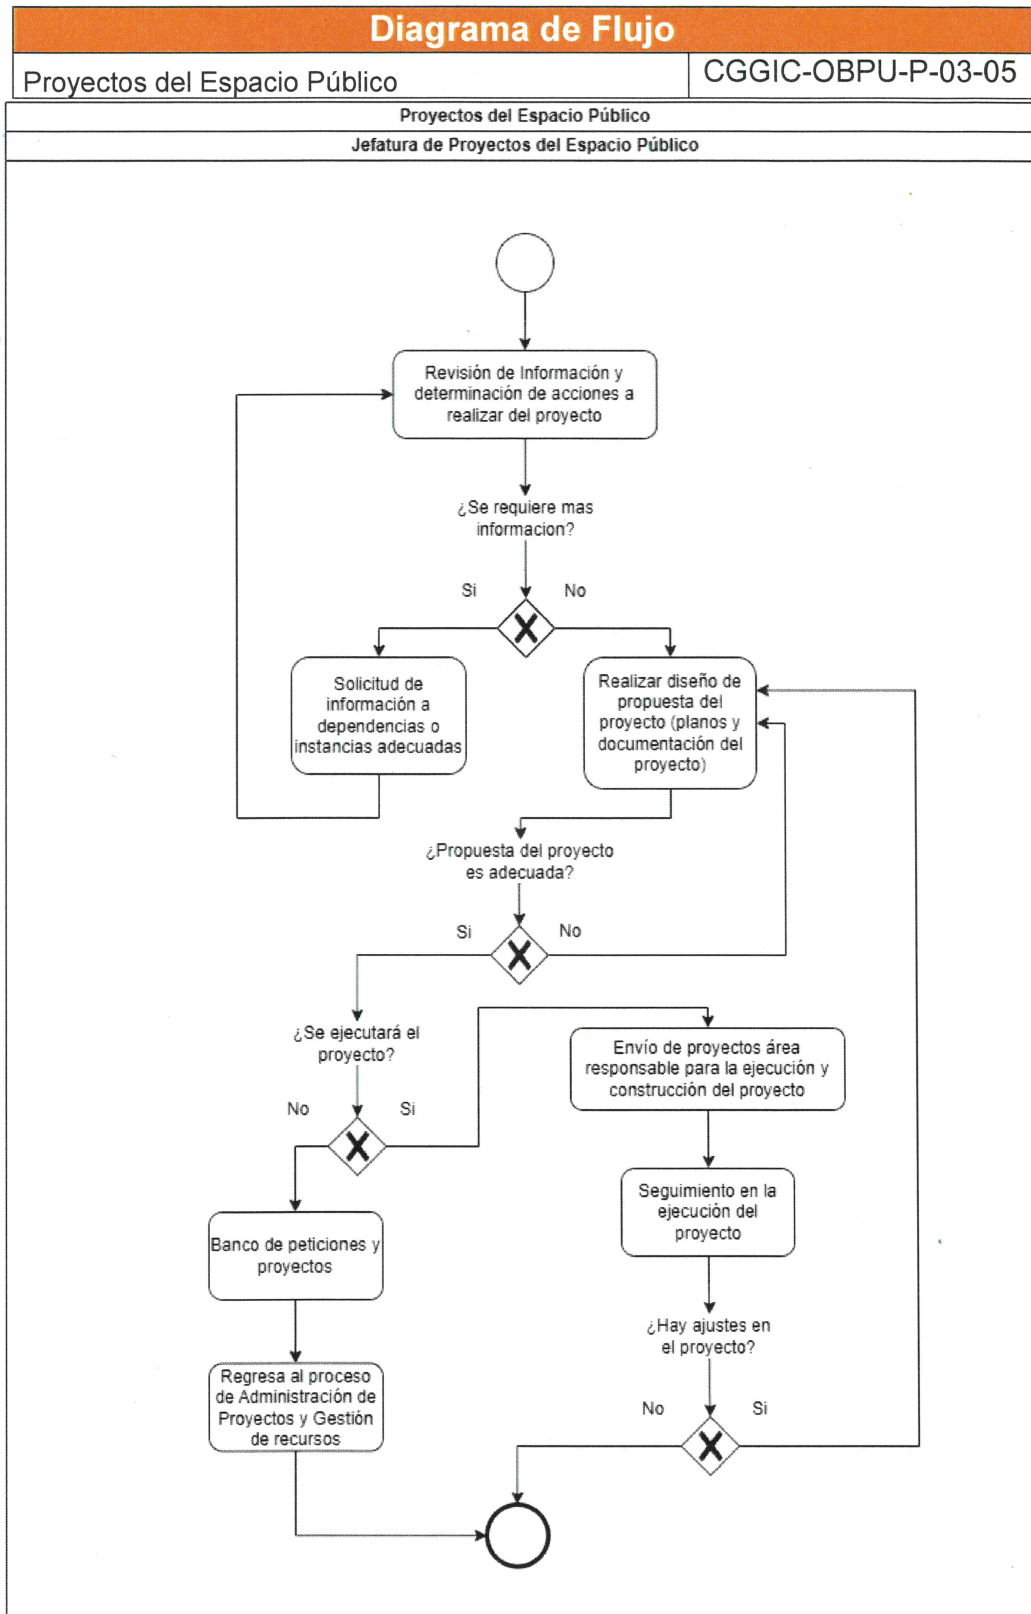 Diagrama de Flujo
Proyectos del Espacio Público
CGGIC-OBPU-P-03-05
Proyectos del Espacio Público
Jefatura de Proyectos del Espacio Público
Revisión de Información y
determinación de acciones a
realizar del proyecto
¿Se requiere mas
informacion?
Si
No
Solicitud de
información a
dependencias o
instancias adecuadas
Realizar diseño de
propuesta del
proyecto (planos y
documentación del
proyecto)
¿Propuesta del proyecto
es adecuada?
Si
No
¿Se ejecutará el
proyecto?
No
Si
Envío de proyectos área
responsable para la ejecución y
construcción del proyecto
Seguimiento en la
ejecución del
proyecto
Banco de peticiones y
proyectos
¿Hay ajustes en
el proyecto?
Regresa al proceso
de Administración de
Proyectos y Gestión
de recursos
No
Si